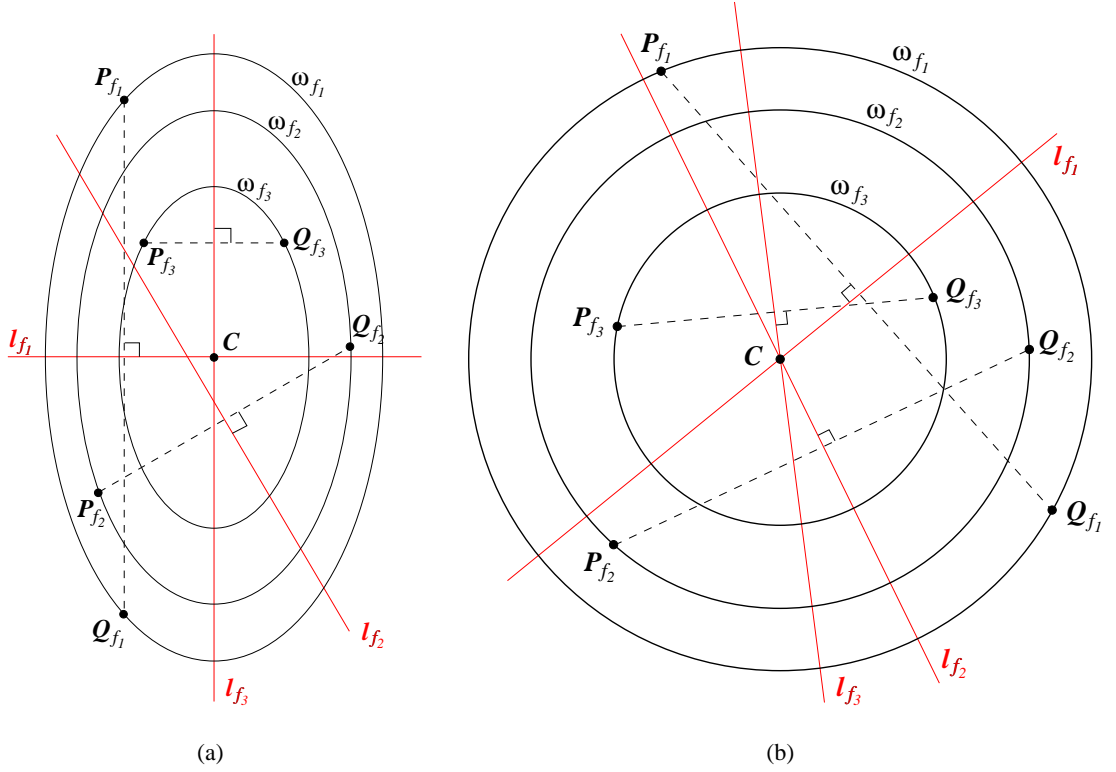 P_{f_1}
ω_{f_1}
ω_{f_2}
ω_{f_3}
P_{f_3}
Q_{f_3}
l_{f_1}
C
Q_{f_2}
P_{f_2}
Q_{f_1}
l_{f_2}
l_{f_3}
(a)
P_{f_1}
ω_{f_1}
ω_{f_2}
l_{f_1}
ω_{f_3}
P_{f_3}
Q_{f_3}
C
Q_{f_2}
Q_{f_1}
P_{f_2}
l_{f_2}
l_{f_3}
(b)